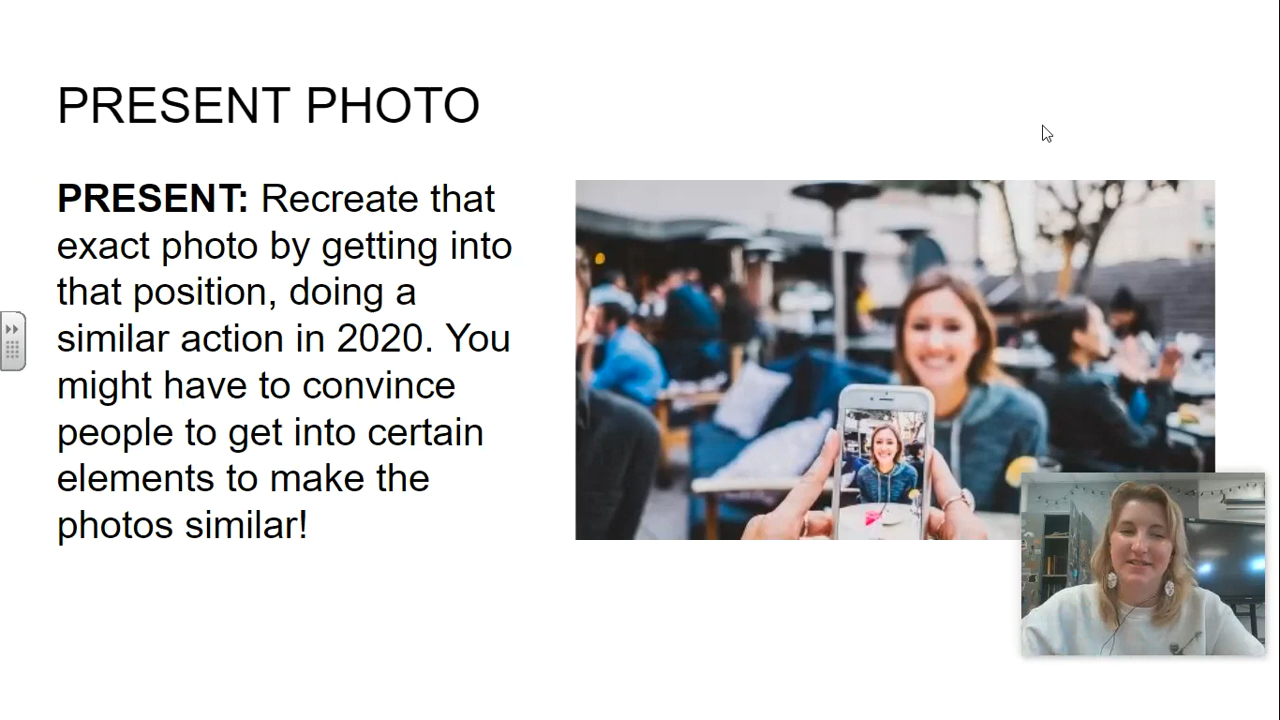 PRESENT PHOTO
PRESENT: Recreate that
exact photo by getting into
that position, doing a
similar action in 2020. You
might have to convince
people to get into certain
elements to make the
photos similar!